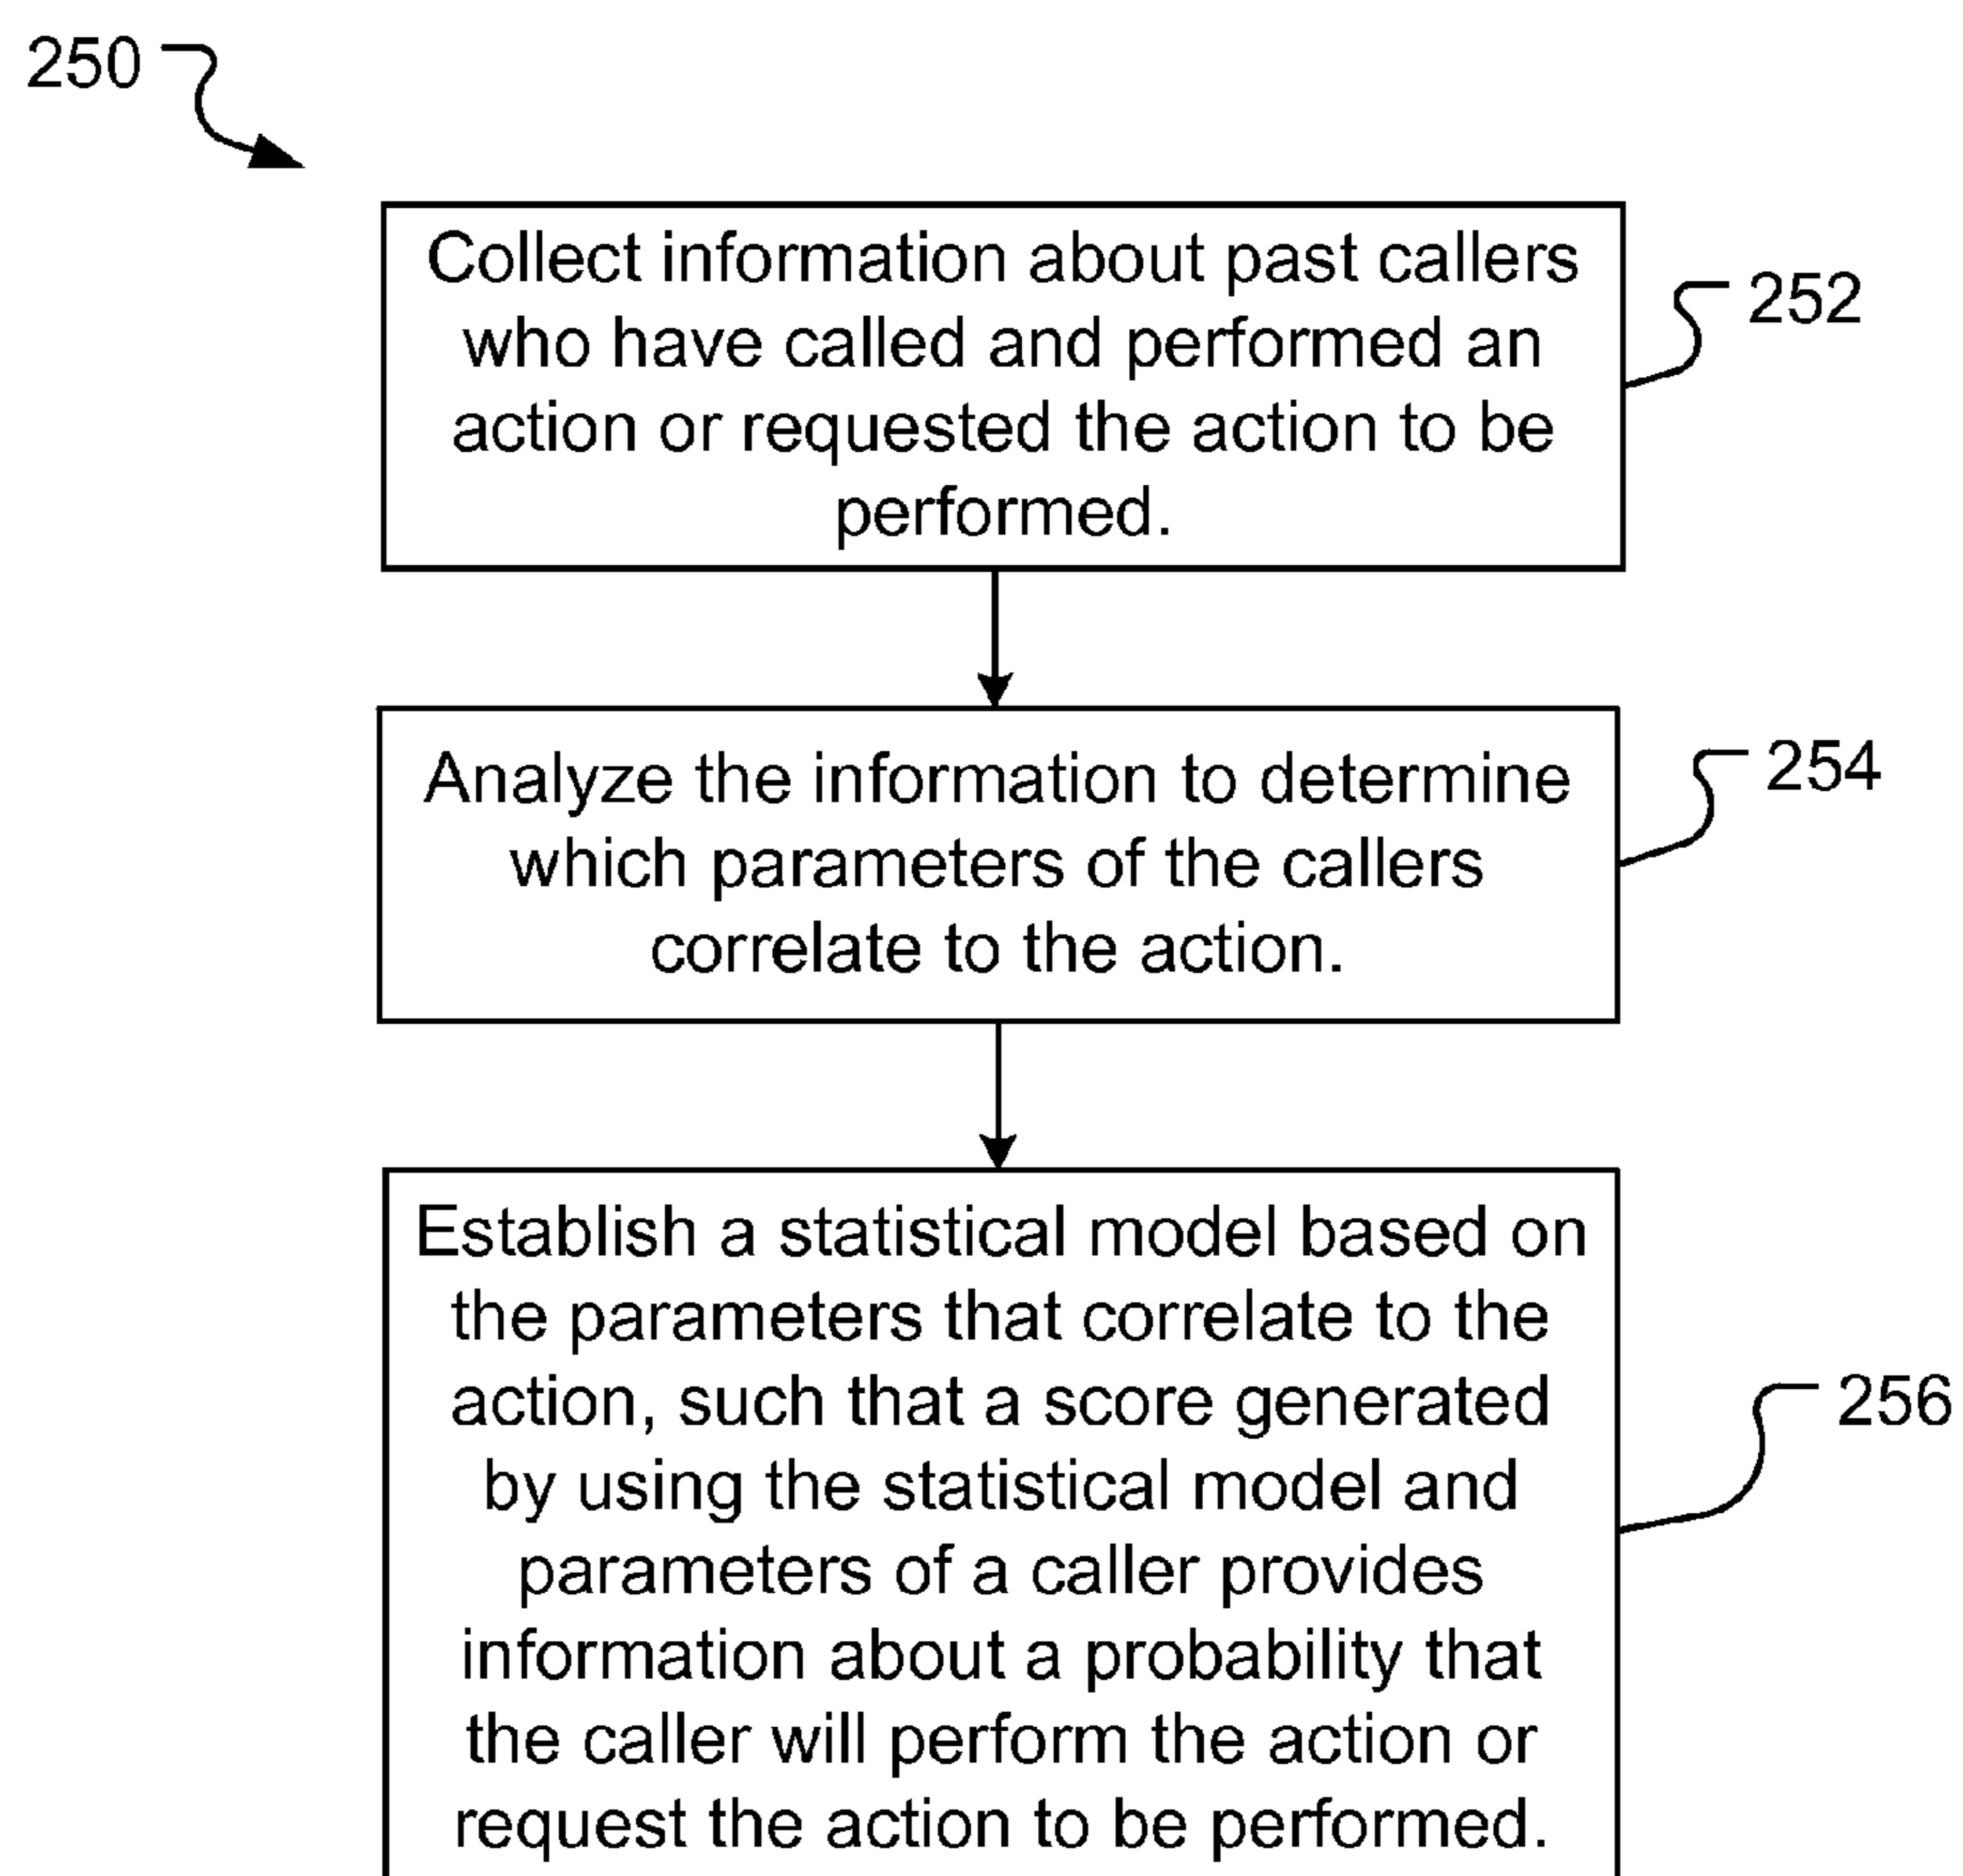 250
Collect information about past callers
who have called and performed an
action or requested the action to be
performed.
252
Analyze the information to determine
which parameters of the callers
correlate to the action.
254
Establish a statistical model based on
the parameters that correlate to the
action, such that a score generated
by using the statistical model and
parameters of a caller provides
information about a probability that
the caller will perform the action or
request the action to be performed.
256